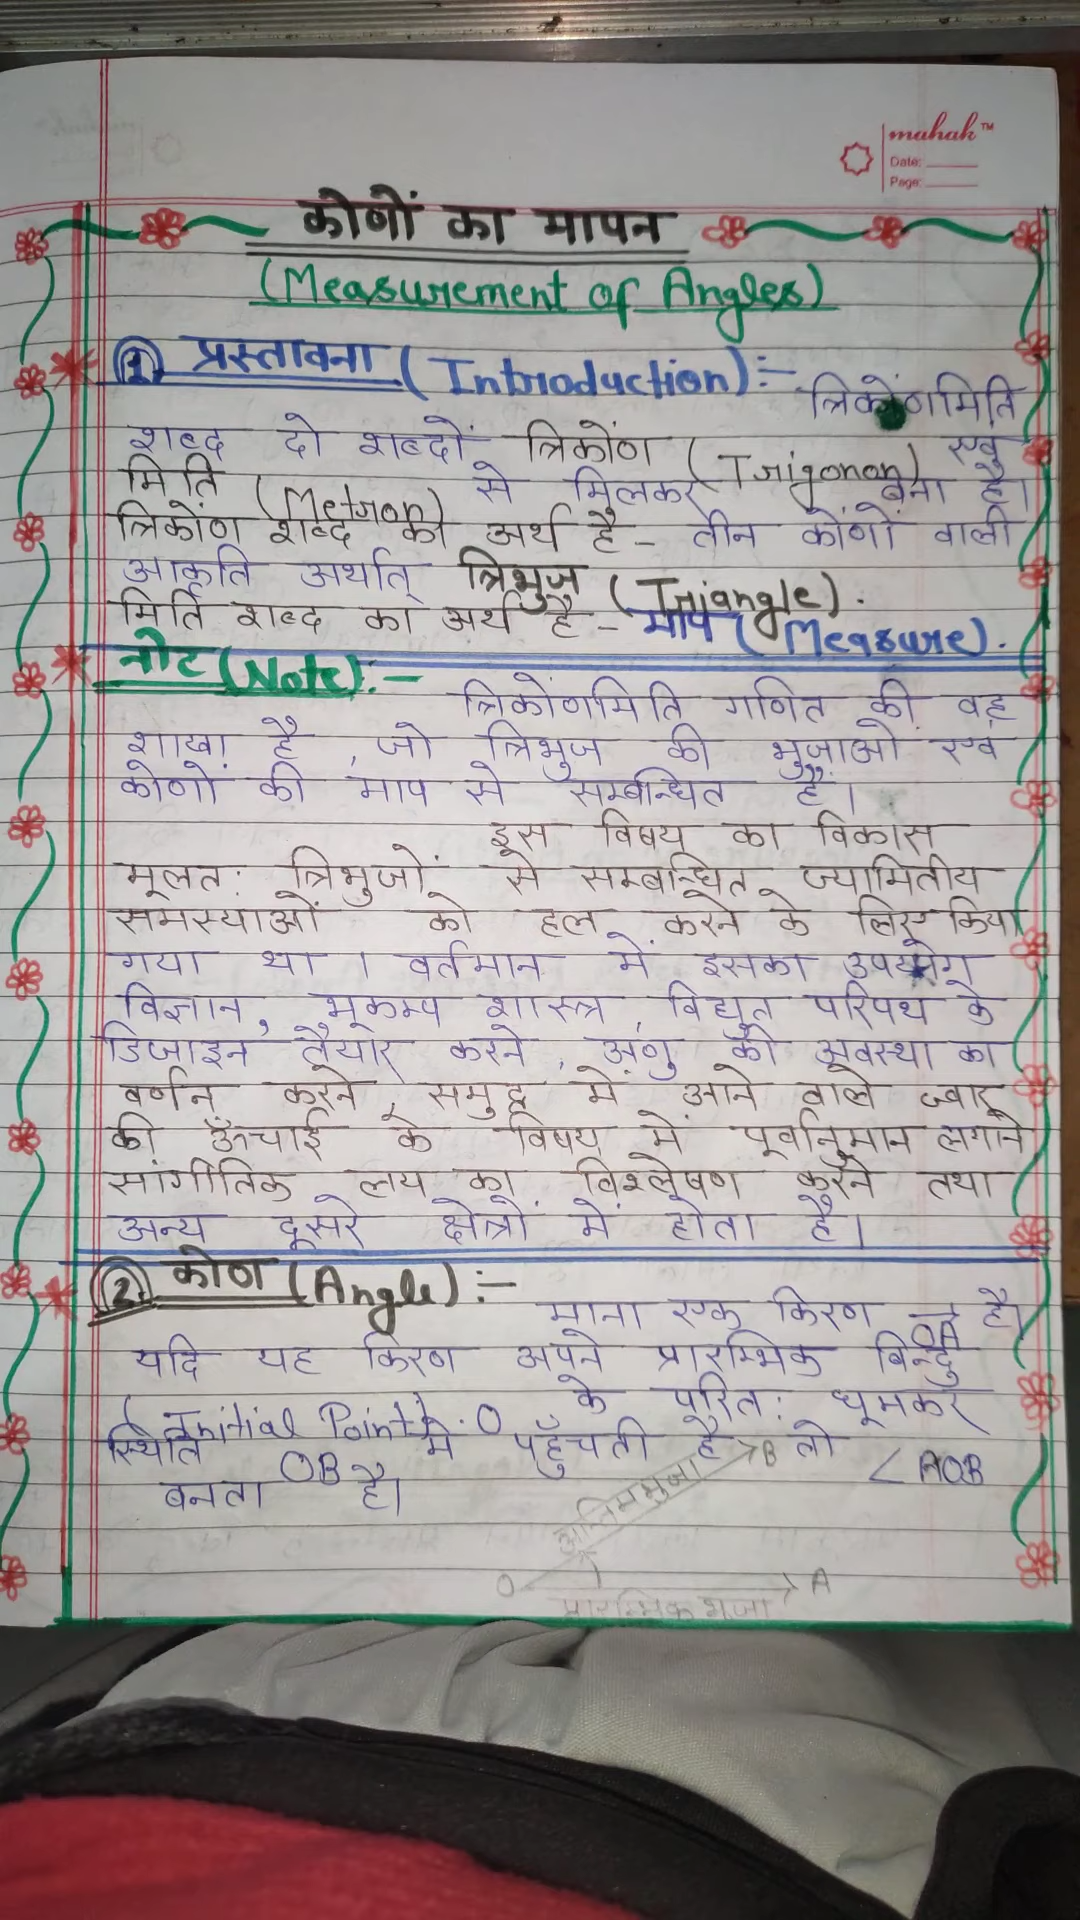 mahak™
Date:
Page:
कोणों का मापन
(Measurement of Angles)
1. प्रस्तावना (Introduction):-
त्रिकोंणमिति
शब्द दो शब्दों त्रिकोंण (Trigonon) एवं
मिति (Metron) से मिलकर बना है।
त्रिकोंण शब्द का अर्थ है - तीन कोंणों वाली
आकृति अर्थात् त्रिभुज (Triangle).
मिति शब्द का अर्थ है - माप (Measure).
नोट (Note):-
त्रिकोंणमिति गणित की वह
शाखा है, जो त्रिभुज की भुजाओं एवं
कोणों की माप से सम्बन्धित है।
इस विषय का विकास
मूलत: त्रिभुजों से सम्बन्धित ज्यामितीय
समस्याओं को हल करने के लिए किया
गया था। वर्तमान में इसका उपयोग
विज्ञान, भूकम्प शास्त्र, विद्युत परिपथ के
डिजाइन तैयार करने, अणु की अवस्था का
वर्णन करने, समुद्र में आने वाले ज्वार
की ऊँचाई के विषय में पूर्वानुमान लगाने
सांगीतिक लय का विश्लेषण करने तथा
अन्य दूसरे क्षेत्रों में होता है।
2. कोण (Angle):-
माना एक किरण OA है।
यदि यह किरण अपने प्रारम्भिक बिन्दु
(Initial Point) O के परित: घूमकर
स्थिति OB में पहुँचती है तो ∠AOB
बनता है।
B
अन्तिम भुजा
O A
प्रारम्भिक भुजा